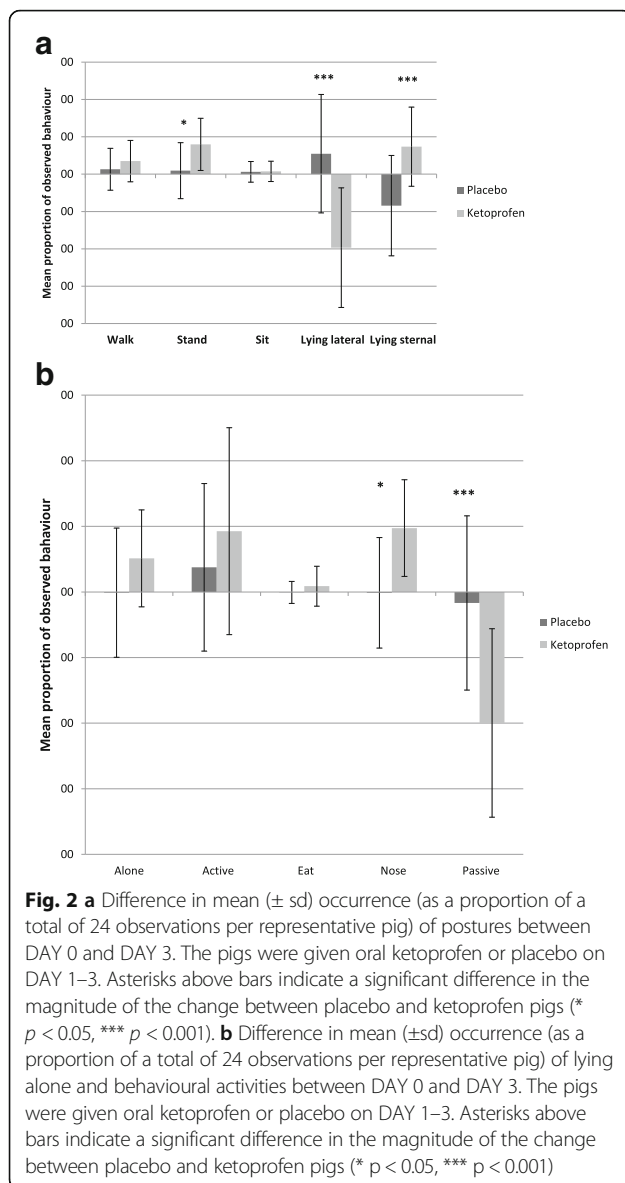 a
00
00
00
00
00
00
00
00
Mean proportion of observed bahaviour
*
***
***
Placebo
Ketoprofen
Walk Stand Sit Lying lateral Lying sternal
b
00
00
00
00
00
00
00
00
Mean proportion of observed bahaviour
*
***
Placebo
Ketoprofen
Alone Active Eat Nose Passive
Fig. 2 a Difference in mean (± sd) occurrence (as a proportion of a
total of 24 observations per representative pig) of postures between
DAY 0 and DAY 3. The pigs were given oral ketoprofen or placebo on
DAY 1–3. Asterisks above bars indicate a significant difference in the
magnitude of the change between placebo and ketoprofen pigs (*
p < 0.05, *** p < 0.001). b Difference in mean (±sd) occurrence (as a
proportion of a total of 24 observations per representative pig) of lying
alone and behavioural activities between DAY 0 and DAY 3. The pigs
were given oral ketoprofen or placebo on DAY 1–3. Asterisks above
bars indicate a significant difference in the magnitude of the change
between placebo and ketoprofen pigs (* p < 0.05, *** p < 0.001)